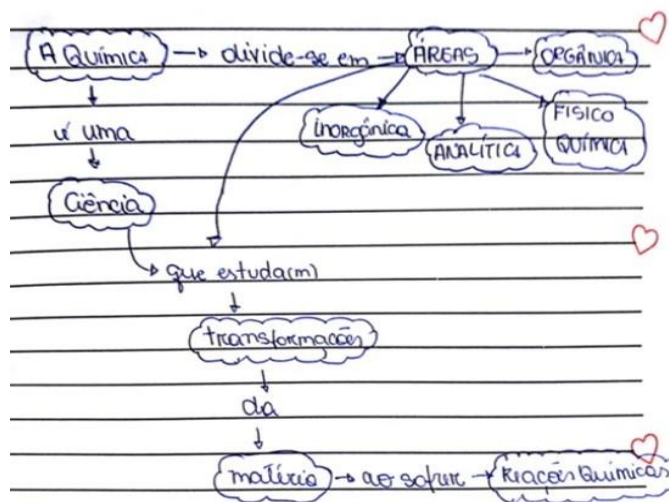 A QUÍMICA → divide-se em → ÁREAS → ORGÂNICA
inorgânica ANALÍTICA FISICO QUÍMICA
é uma
Ciência
que estuda(m)
transformações
da
matéria → ao sofrer → REAÇÕES QUÍMICAS